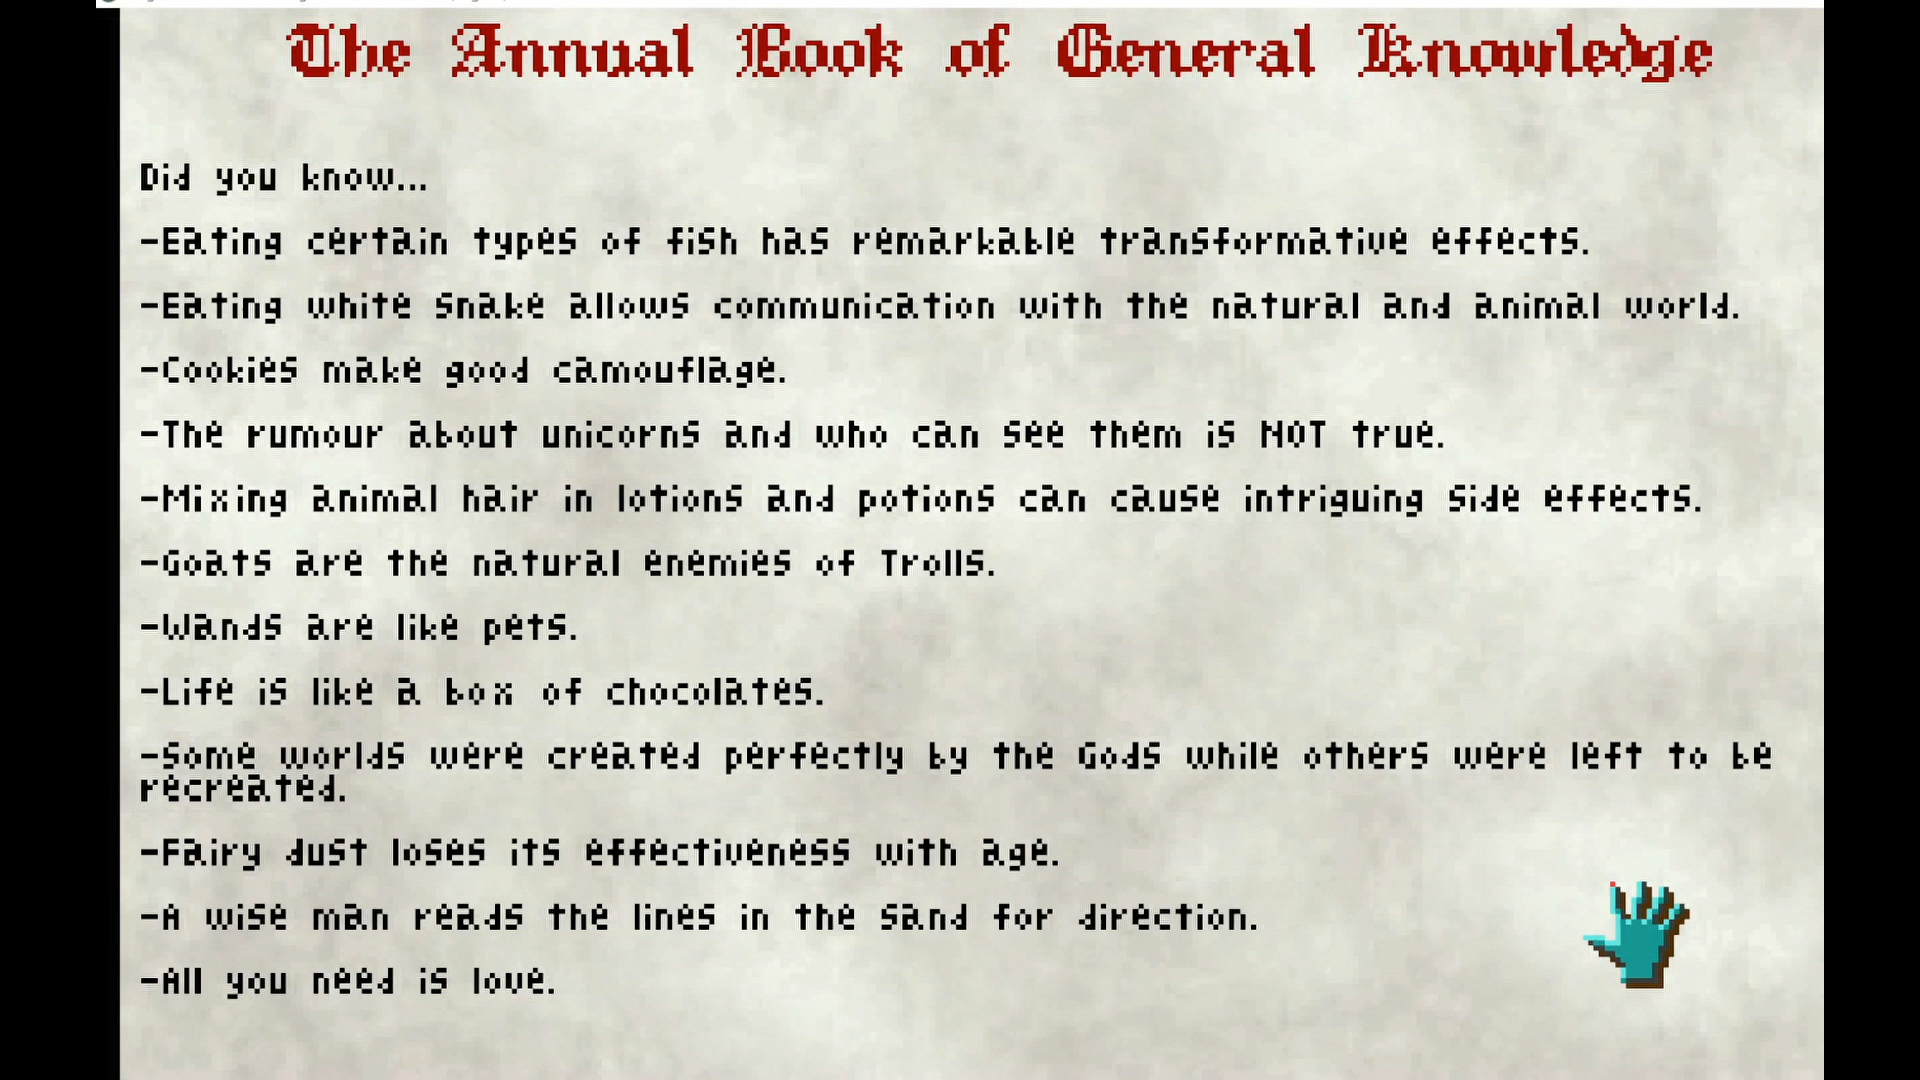 The Annual Book of General Knowledge
Did you know...
-Eating certain types of fish has remarkable transformative effects.
-Eating white snake allows communication with the natural and animal world.
-Cookies make good camouflage.
-The rumour about unicorns and who can see them is NOT true.
-Mixing animal hair in lotions and potions can cause intriguing side effects.
-Goats are the natural enemies of Trolls.
-Wands are like pets.
-Life is like a box of chocolates.
-Some worlds were created perfectly by the Gods while others were left to be
recreated.
-Fairy dust loses its effectiveness with age.
-A wise man reads the lines in the sand for direction.
-All you need is love.